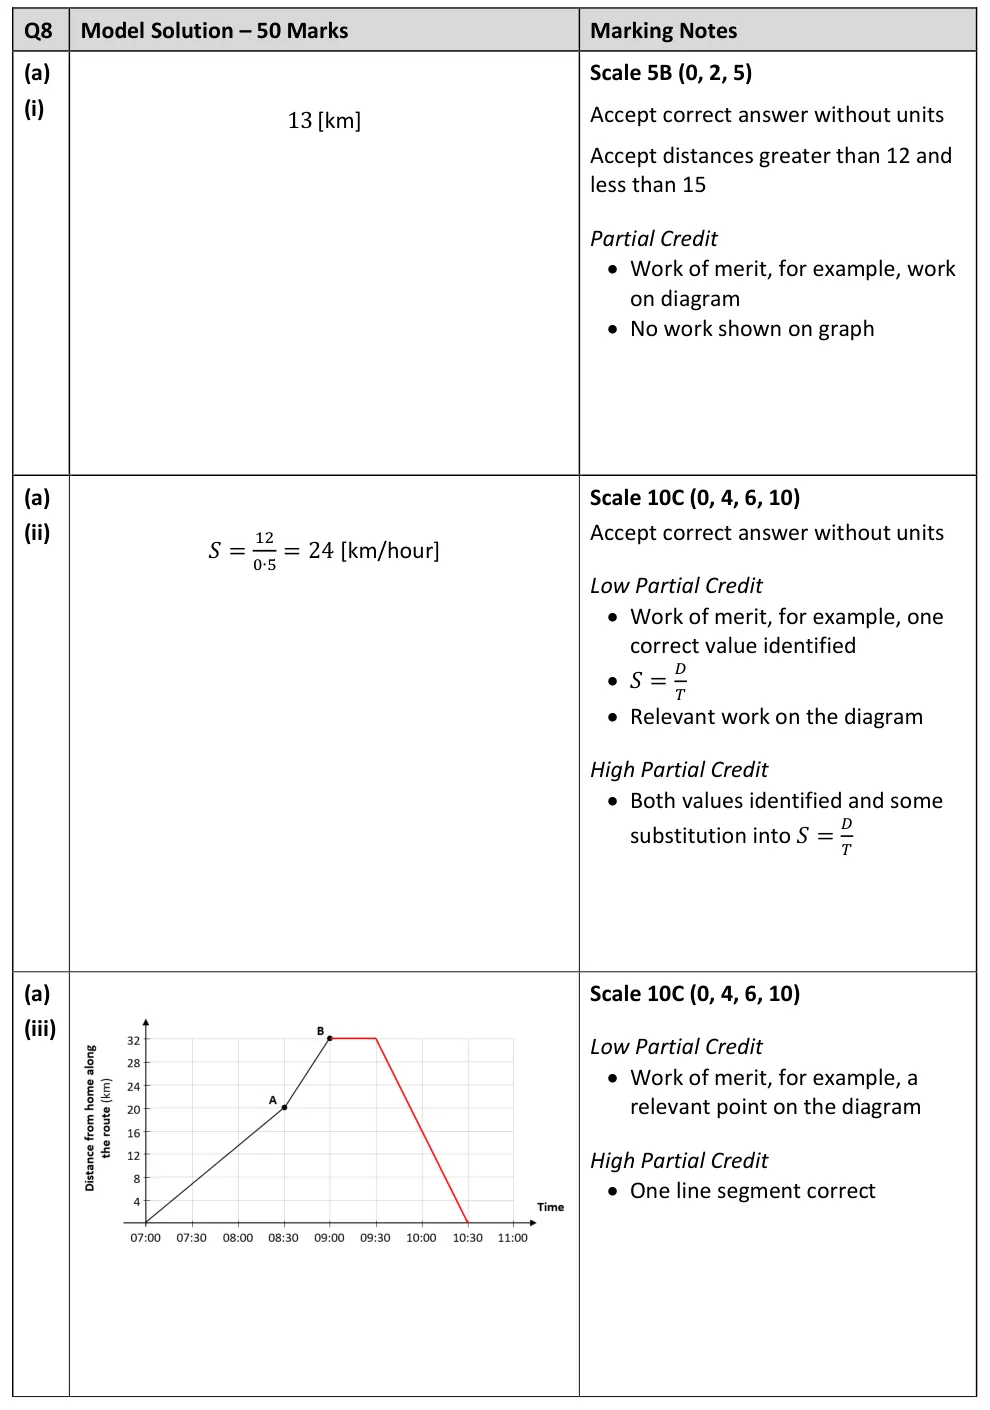 Q8 Model Solution – 50 Marks Marking Notes
(a)
(i)
13 [km]
Scale 5B (0, 2, 5)
Accept correct answer without units
Accept distances greater than 12 and
less than 15
Partial Credit
• Work of merit, for example, work
on diagram
• No work shown on graph
(a)
(ii)
S = 12/0·5 = 24 [km/hour]
Scale 10C (0, 4, 6, 10)
Accept correct answer without units
Low Partial Credit
• Work of merit, for example, one
correct value identified
• S = D/T
• Relevant work on the diagram
High Partial Credit
• Both values identified and some
substitution into S = D/T
(a)
(iii)
Distance from home along
the route (km)
32
28
24
20
16
12
8
4
A
B
Time
07:00 07:30 08:00 08:30 09:00 09:30 10:00 10:30 11:00
Scale 10C (0, 4, 6, 10)
Low Partial Credit
• Work of merit, for example, a
relevant point on the diagram
High Partial Credit
• One line segment correct